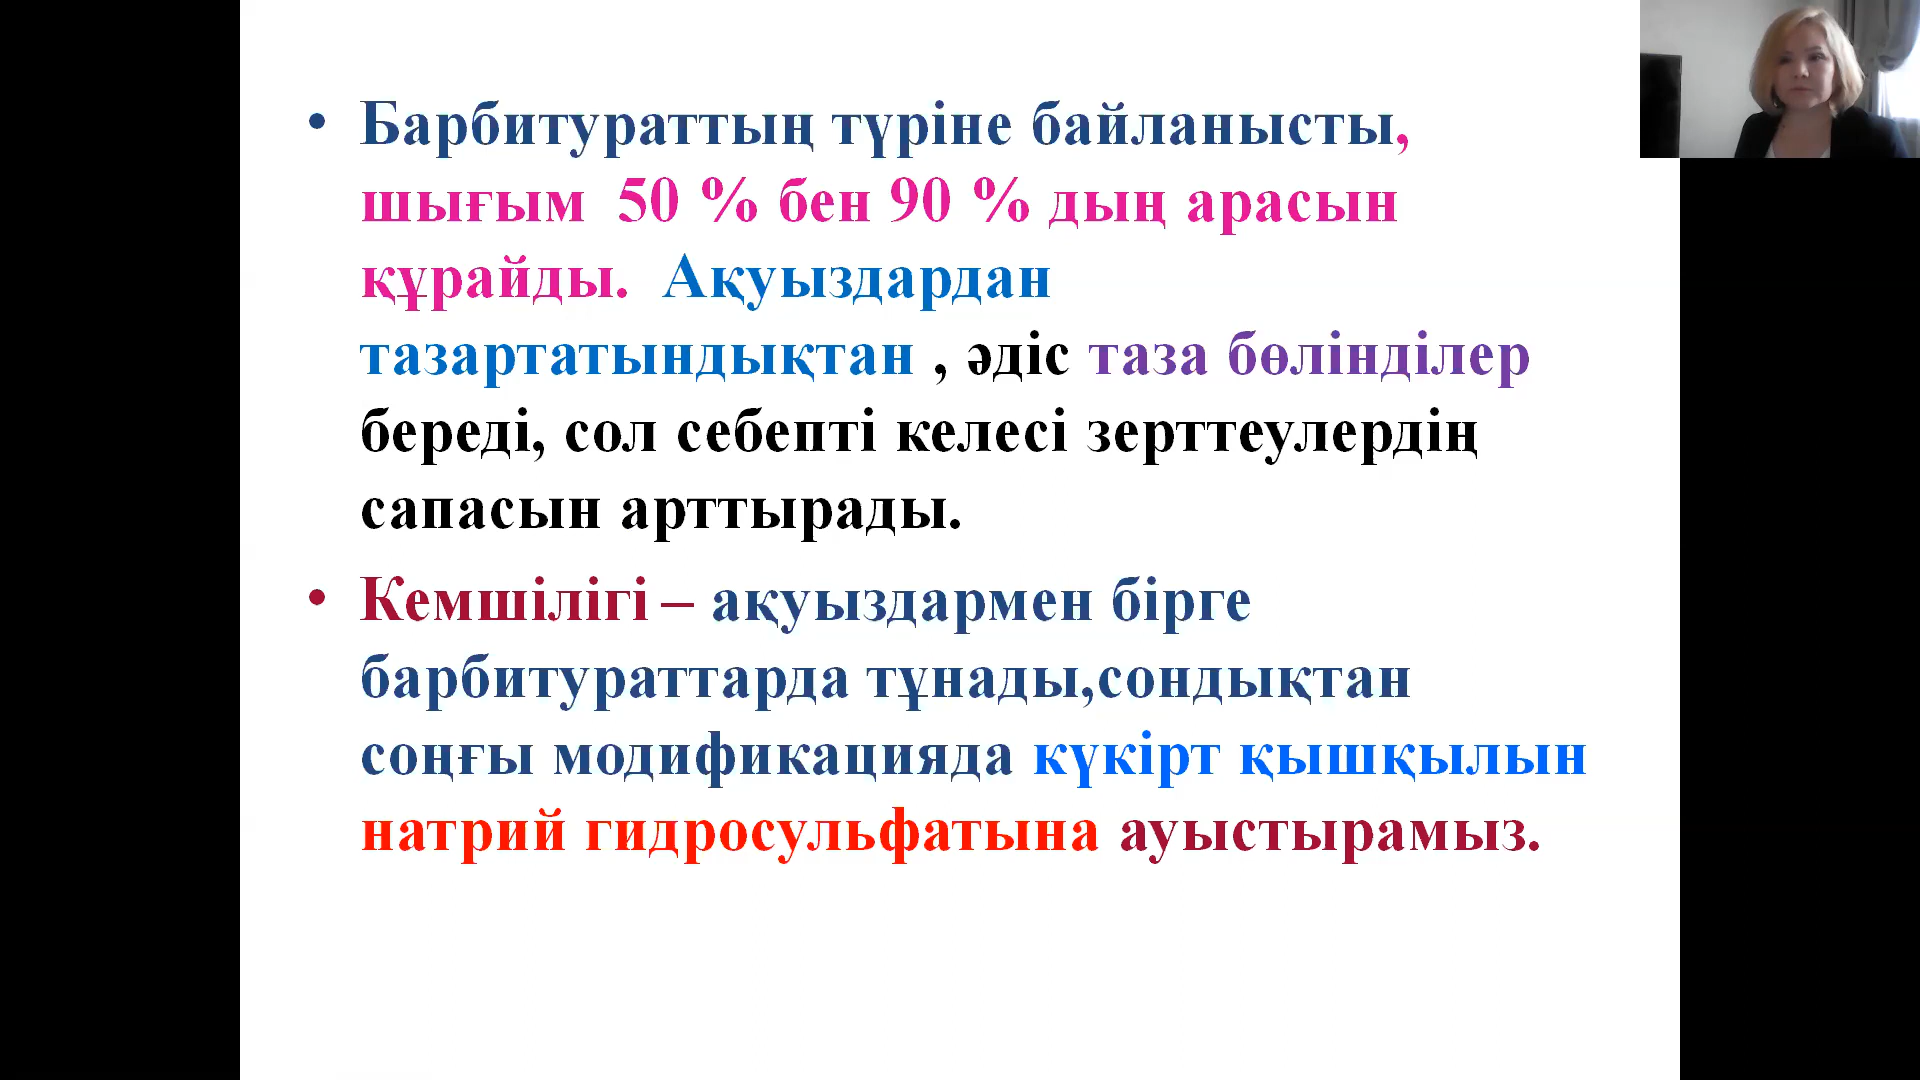 • Барбитураттың түріне байланысты,
шығым 50 % бен 90 % дың арасын
құрайды. Ақуыздардан
тазартатындықтан , әдіс таза бөлінділер
береді, сол себепті келесі зерттеулердің
сапасын арттырады.
• Кемшілігі – ақуыздармен бірге
барбитураттарда тұнады,сондықтан
соңғы модификацияда күкірт қышқылын
натрий гидросульфатына ауыстырамыз.